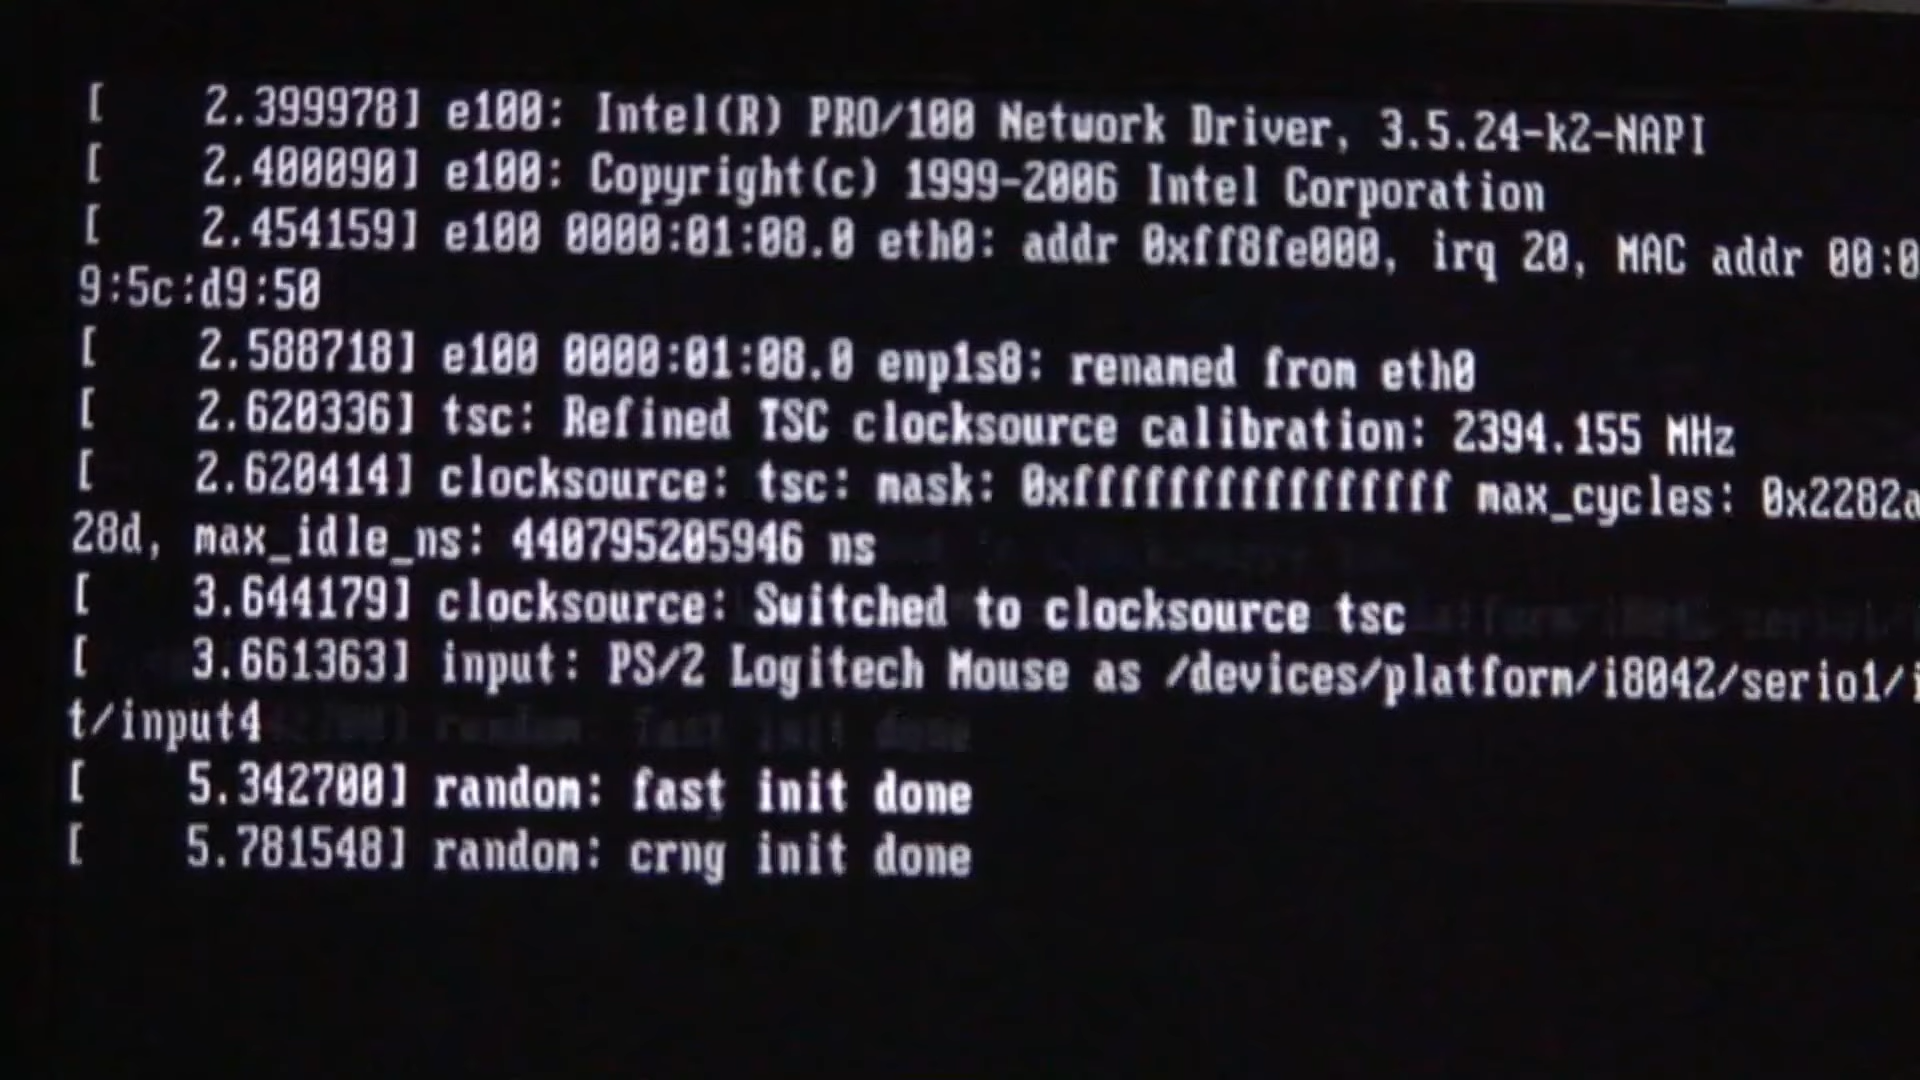 [    2.399978] e100: Intel(R) PRO/100 Network Driver, 3.5.24-k2-NAPI
[    2.400090] e100: Copyright(c) 1999-2006 Intel Corporation
[    2.454159] e100 0000:01:08.0 eth0: addr 0xff8fe000, irq 20, MAC addr 00:0
9:5c:d9:50
[    2.588718] e100 0000:01:08.0 enp1s8: renamed from eth0
[    2.620336] tsc: Refined TSC clocksource calibration: 2394.155 MHz
[    2.620414] clocksource: tsc: mask: 0xffffffffffffffff max_cycles: 0x2282a
28d, max_idle_ns: 440795205946 ns
[    3.644179] clocksource: Switched to clocksource tsc
[    3.661363] input: PS/2 Logitech Mouse as /devices/platform/i8042/serio1/i
t/input4
[    5.342700] random: fast init done
[    5.781548] random: crng init done